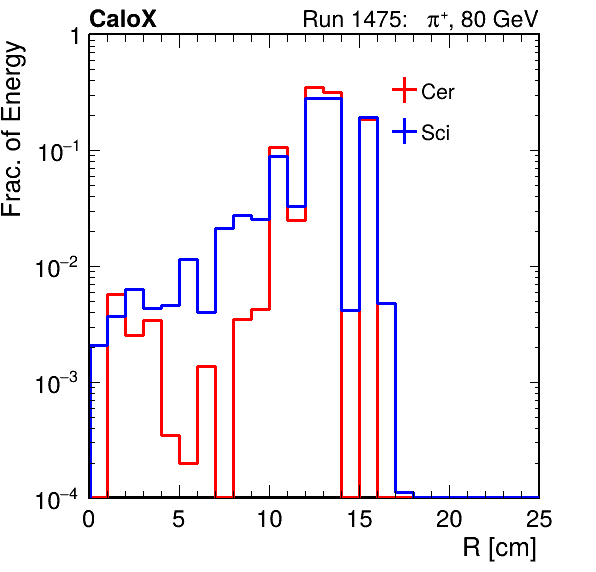 CaloX Run 1475: π⁺, 80 GeV
Frac. of Energy
1
10⁻¹
10⁻²
10⁻³
10⁻⁴
Cer
Sci
0 5 10 15 20 25
R [cm]